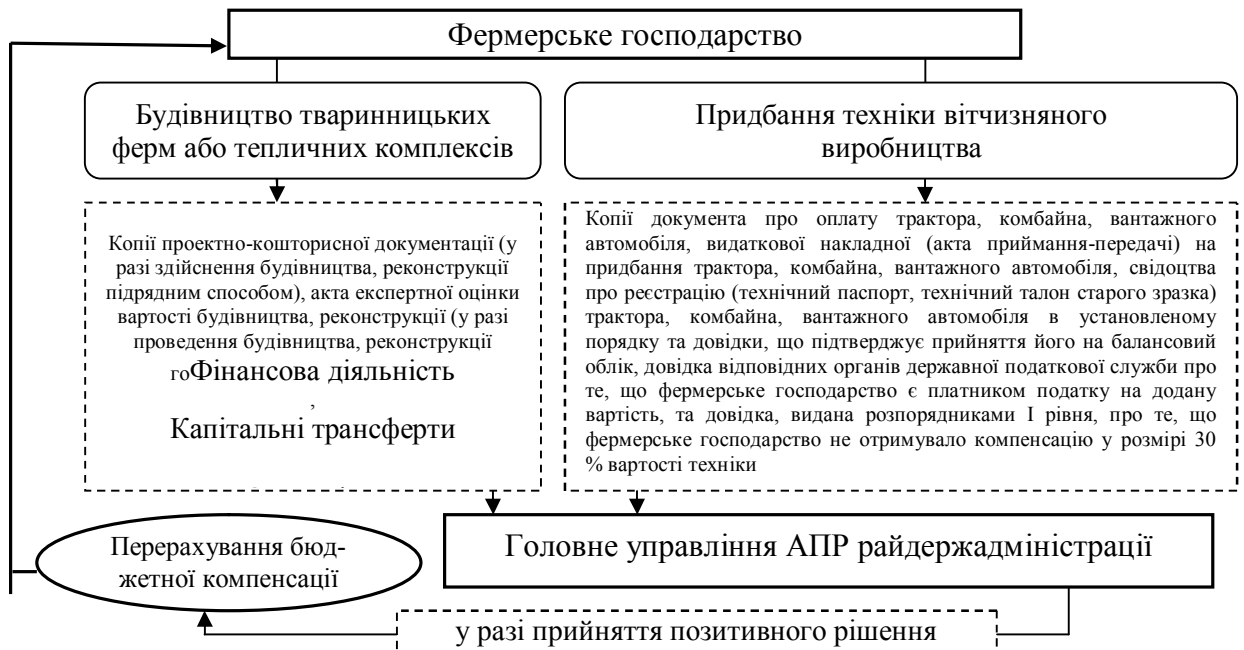 Фермерське господарство
Будівництво тваринницьких
ферм або тепличних комплексів
Придбання техніки вітчизняного
виробництва
Копії проектно-кошторисної документації (у
разі здійснення будівництва, реконструкції
підрядним способом), акта експертної оцінки
вартості будівництва, реконструкції (у разі
проведення будівництва, реконструкції
гоФінансова діяльність
,
Капітальні трансферти
Копії документа про оплату трактора, комбайна, вантажного
автомобіля, видаткової накладної (акта приймання-передачі) на
придбання трактора, комбайна, вантажного автомобіля, свідоцтва
про реєстрацію (технічний паспорт, технічний талон старого зразка)
трактора, комбайна, вантажного автомобіля в установленому
порядку та довідки, що підтверджує прийняття його на балансовий
облік, довідка відповідних органів державної податкової служби про
те, що фермерське господарство є платником податку на додану
вартість, та довідка, видана розпорядниками І рівня, про те, що
фермерське господарство не отримувало компенсацію у розмірі 30
% вартості техніки
Перерахування бюд-
жетної компенсації
Головне управління АПР райдержадміністрації
у разі прийняття позитивного рішення